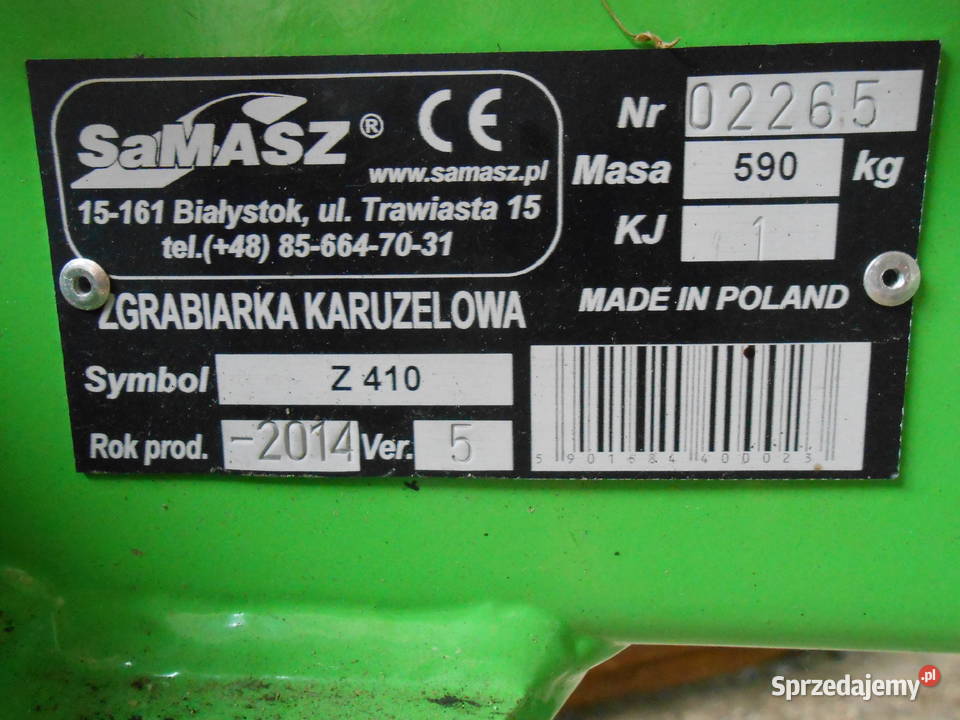 SaMASZ® CE
www.samasz.pl
15-161 Białystok, ul. Trawiasta 15
tel.(+48) 85-664-70-31
Nr 02265
Masa 590 kg
KJ 1
ZGRABIARKA KARUZELOWA
MADE IN POLAND
Symbol Z 410
Rok prod. -2014 Ver. 5
5901684400023
Sprzedajemy.pl